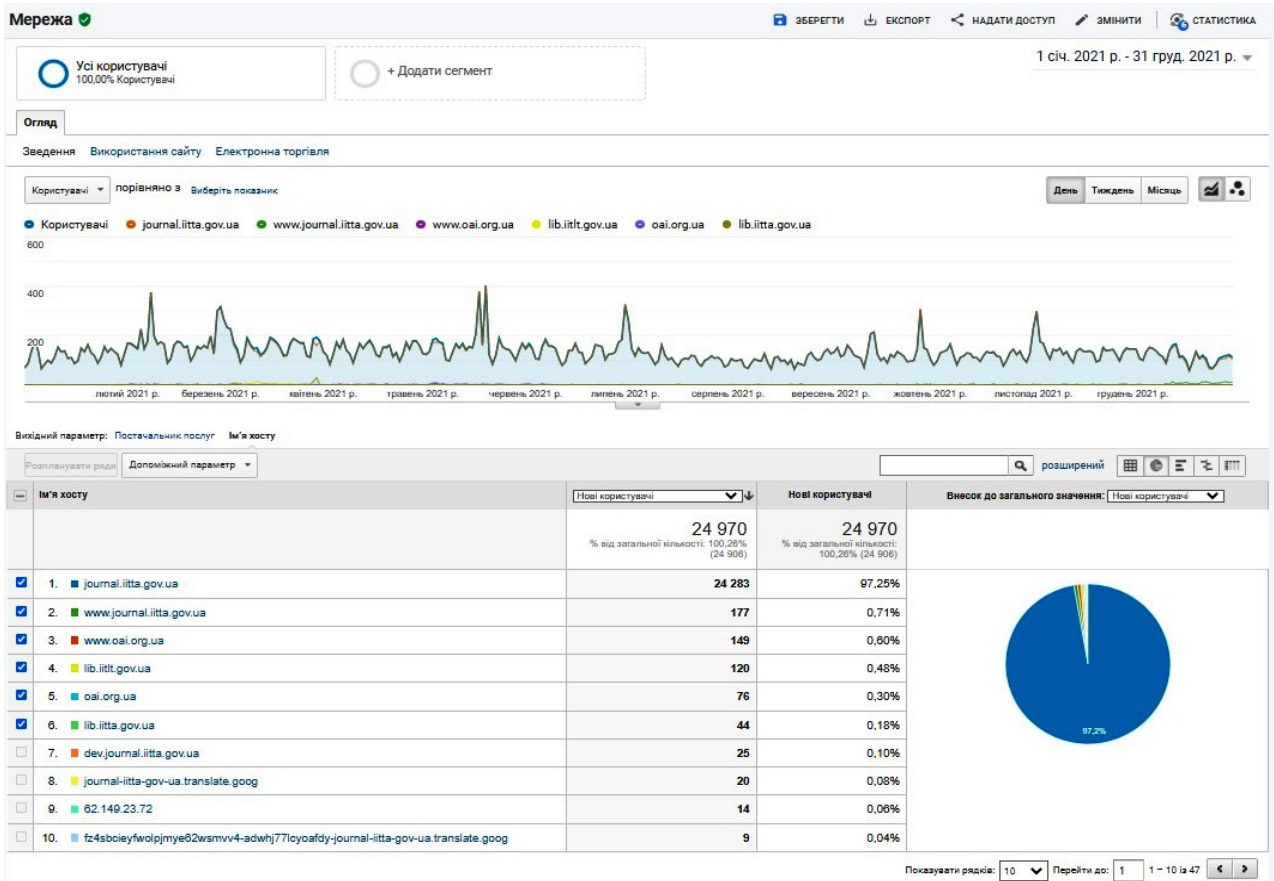 Мережа
ЗБЕРЕГТИ ЕКСПОРТ НАДАТИ ДОСТУП ЗМІНИТИ 6 СТАТИСТИКА
Усі користувачі
100,00% Користувачі
+ Додати сегмент
1 січ. 2021 р. - 31 груд. 2021 р.
Огляд
Зведення Використання сайту Електронна торгівля
Користувачі порівняно з Виберіть показник
День Тиждень Місяць
Користувачі journal.iitta.gov.ua www.journal.iitta.gov.ua www.oai.org.ua lib.iitlt.gov.ua oai.org.ua lib.iitta.gov.ua
600
400
200
лютий 2021 р. березень 2021 р. квітень 2021 р. травень 2021 р. червень 2021 р. липень 2021 р. серпень 2021 р. вересень 2021 р. жовтень 2021 р. листопад 2021 р. грудень 2021 р.
Вихідний параметр: Постачальник послуг Ім'я хосту
Розпланувати ряди Допоміжний параметр
розширений
Ім'я хосту Нові користувачі Нові користувачі Внесок до загального значення: Нові користувачі
24 970 24 970
% від загальної кількості: 100,26% % від загальної кількості:
(24 906) 100,26% (24 906)
1. journal.iitta.gov.ua 24 283 97,25%
2. www.journal.iitta.gov.ua 177 0,71%
3. www.oai.org.ua 149 0,60%
4. lib.iitlt.gov.ua 120 0,48%
5. oai.org.ua 76 0,30%
6. lib.iitta.gov.ua 44 0,18%
97,2%
7. dev.journal.iitta.gov.ua 25 0,10%
8. journal-iitta-gov-ua.translate.goog 20 0,08%
9. 62.149.23.72 14 0,06%
10. fz4sbcieyfwolpjmye62wsmvv4-adwhj77lcyoafdy-journal-iitta-gov-ua.translate.goog 9 0,04%
Показувати рядків: 10 Перейти до: 1 1 – 10 із 47